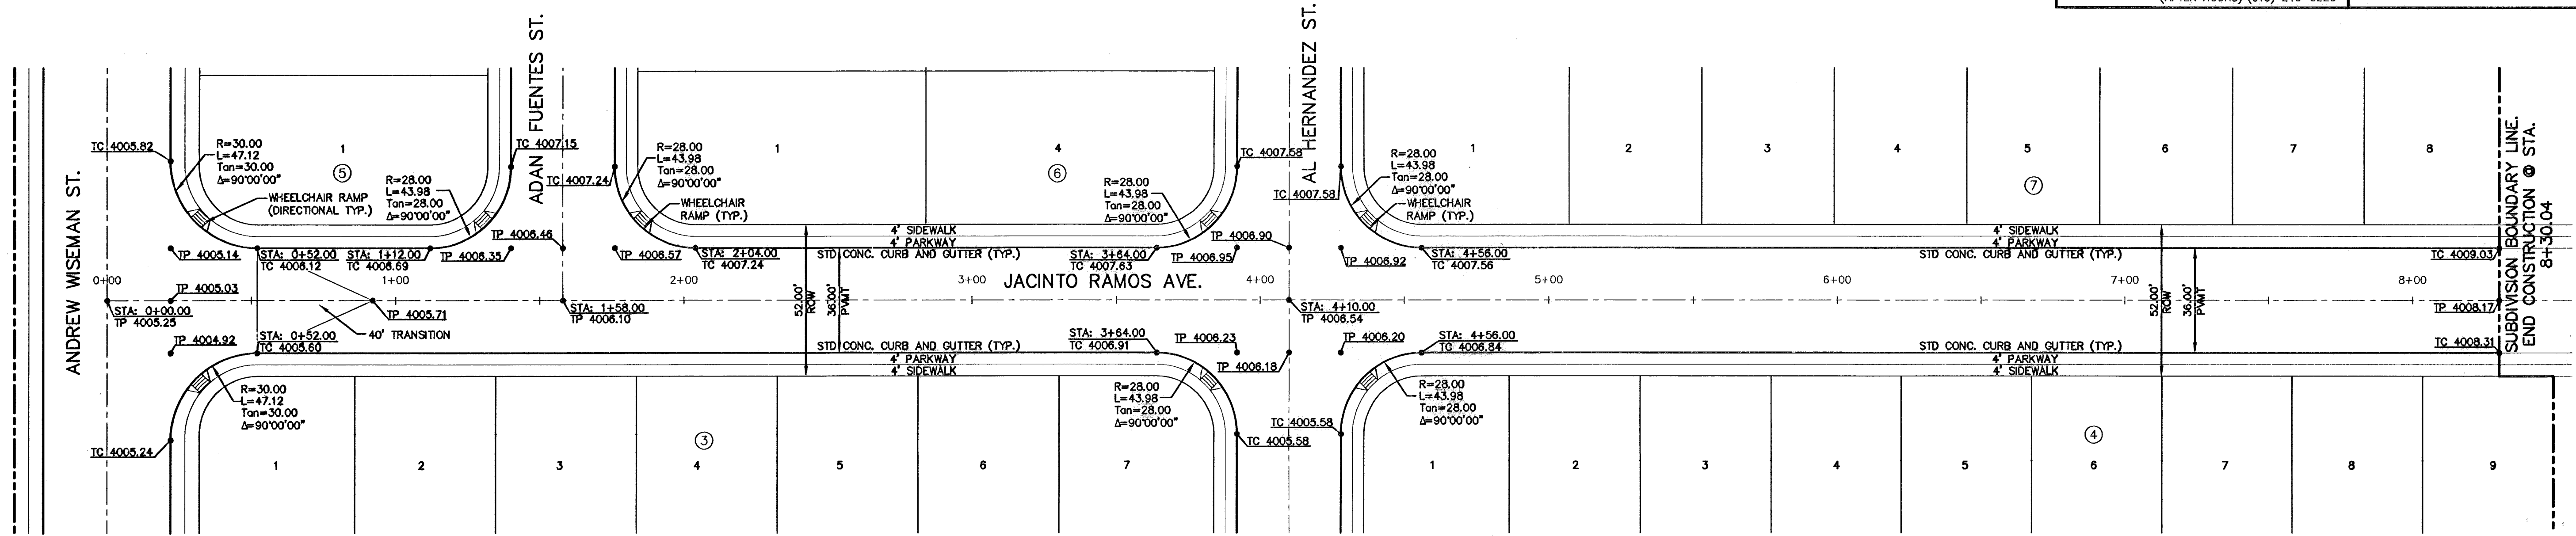 ANDREW WISEMAN ST.
ADAN FUENTES ST.
AL HERNANDEZ ST.
SUBDIVISION BOUNDARY LINE.
END CONSTRUCTION @ STA.
8+30.04
TC 4005.82
R=30.00
L=47.12
Tan=30.00
Δ=90°00'00"
WHEELCHAIR RAMP
(DIRECTIONAL TYP.)
1
5
R=28.00
L=43.98
Tan=28.00
Δ=90°00'00"
TC 4007.15
TC 4007.24
R=28.00
L=43.98
Tan=28.00
Δ=90°00'00"
WHEELCHAIR
RAMP (TYP.)
1
4
6
R=28.00
L=43.98
Tan=28.00
Δ=90°00'00"
TC 4007.58
TC 4007.58
R=28.00
L=43.98
Tan=28.00
Δ=90°00'00"
WHEELCHAIR
RAMP (TYP.)
1
2
3
4
5
6
7
8
7
TP 4005.14
STA: 0+52.00
TC 4006.12
STA: 1+12.00
TC 4006.69
TP 4006.35
TP 4006.46
TP 4006.57
STA: 2+04.00
TC 4007.24
4' SIDEWALK
4' PARKWAY
STD CONC. CURB AND GUTTER (TYP.)
STA: 3+64.00
TC 4007.63
TP 4006.95
TP 4006.90
TP 4006.92
STA: 4+56.00
TC 4007.56
4' SIDEWALK
4' PARKWAY
STD CONC. CURB AND GUTTER (TYP.)
TC 4009.03
0+00
1+00
2+00
3+00
JACINTO RAMOS AVE.
4+00
5+00
6+00
7+00
8+00
TP 4005.03
STA: 0+00.00
TP 4005.25
TP 4005.71
40' TRANSITION
STA: 1+58.00
TP 4006.10
52.00'
ROW
36.00'
PVMT
STA: 4+10.00
TP 4006.54
52.00'
ROW
36.00'
PVMT
TP 4008.17
TP 4004.92
STA: 0+52.00
TC 4005.60
STD CONC. CURB AND GUTTER (TYP.)
4' PARKWAY
4' SIDEWALK
STA: 3+64.00
TC 4006.91
TP 4006.23
TP 4006.18
TP 4006.20
STA: 4+56.00
TC 4006.84
STD CONC. CURB AND GUTTER (TYP.)
4' PARKWAY
4' SIDEWALK
TC 4008.31
R=30.00
L=47.12
Tan=30.00
Δ=90°00'00"
TC 4005.24
R=28.00
L=43.98
Tan=28.00
Δ=90°00'00"
TC 4005.58
TC 4005.58
R=28.00
L=43.98
Tan=28.00
Δ=90°00'00"
3
4
1
2
3
4
5
6
7
1
2
3
4
5
6
7
8
9